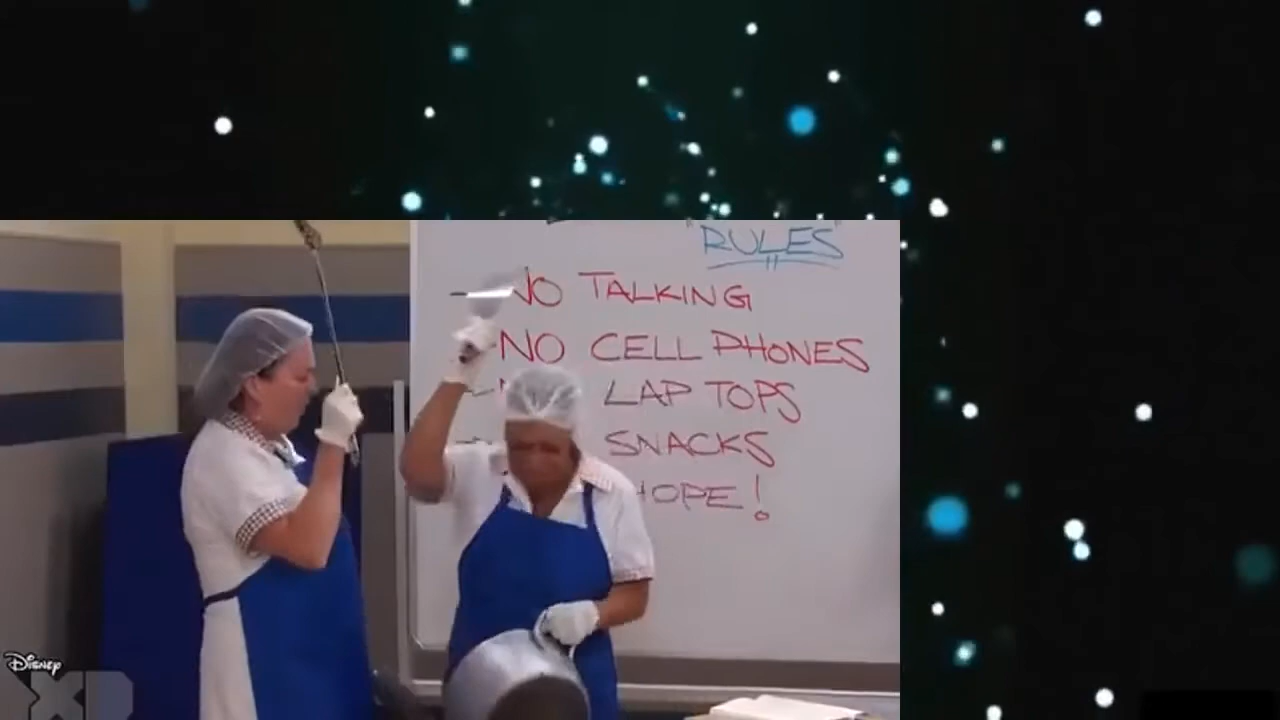 "RULES"
NO TALKING
NO CELL PHONES
LAP TOPS
SNACKS
HOPE!
DISNEY
XD